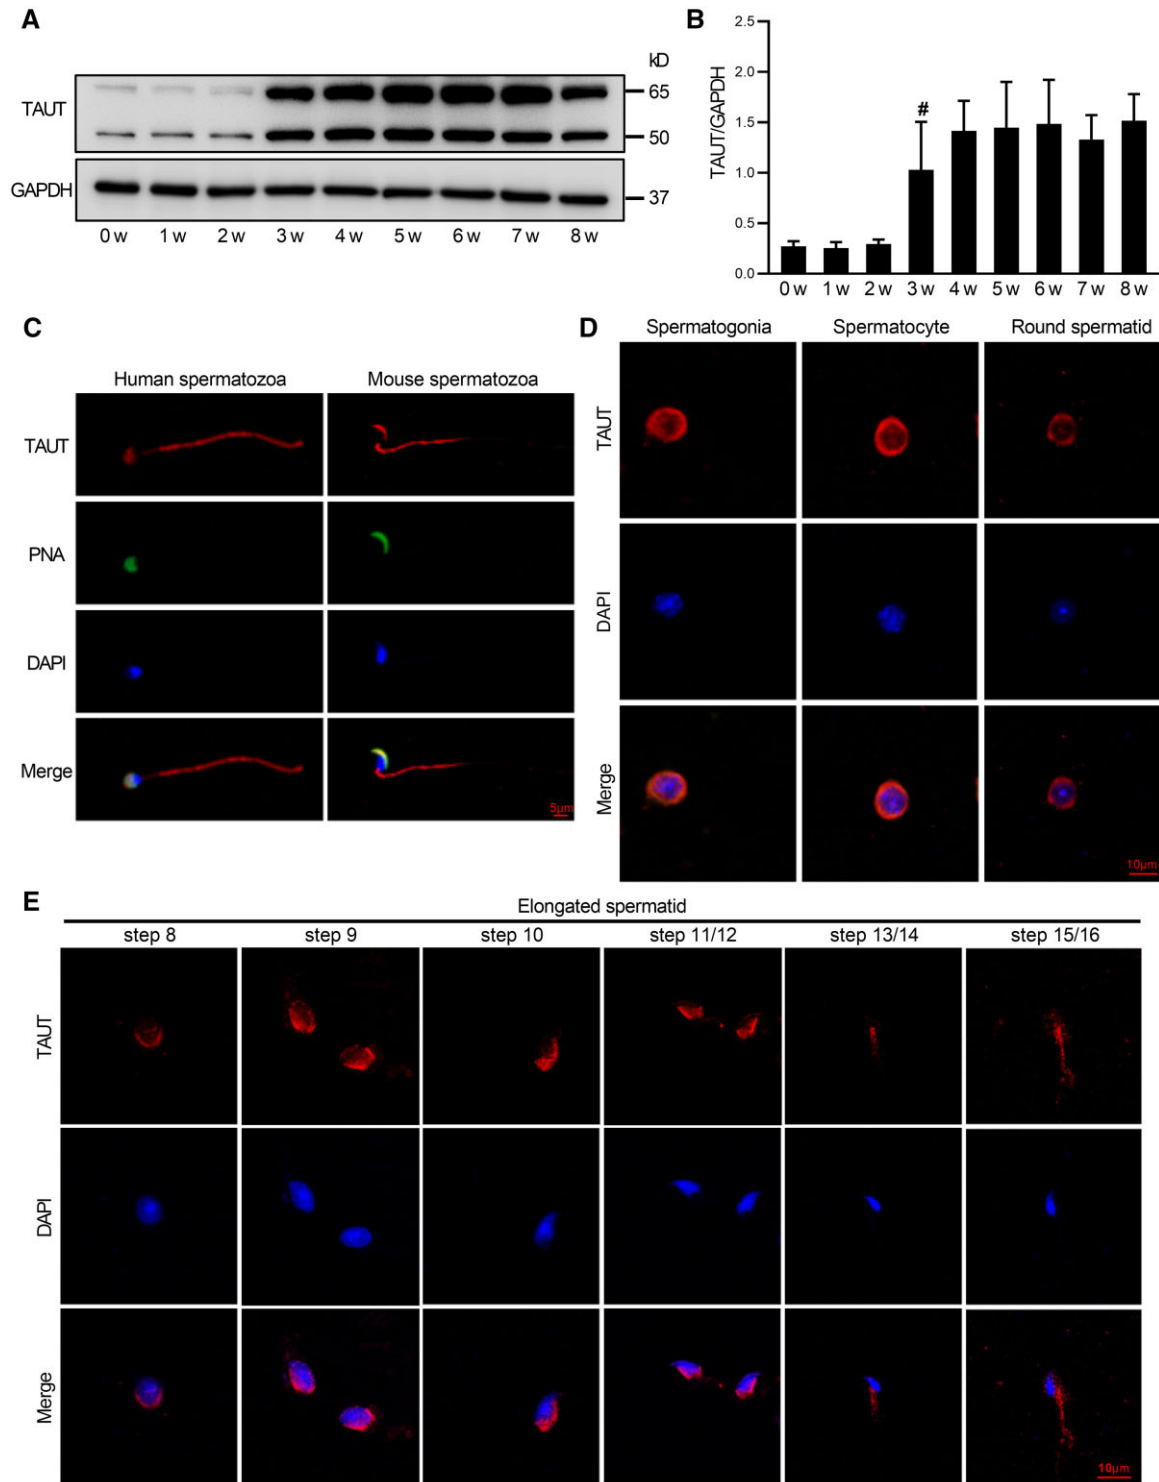 A
kD
TAUT
65
50
GAPDH
37
0 w 1 w 2 w 3 w 4 w 5 w 6 w 7 w 8 w
B
TAUT/GAPDH
2.5
2.0
1.5
1.0
0.5
0.0
#
0 w 1 w 2 w 3 w 4 w 5 w 6 w 7 w 8 w
C
Human spermatozoa Mouse spermatozoa
TAUT
PNA
DAPI
Merge
5μm
D
Spermatogonia Spermatocyte Round spermatid
TAUT
DAPI
Merge
10μm
E
Elongated spermatid
step 8 step 9 step 10 step 11/12 step 13/14 step 15/16
TAUT
DAPI
Merge
10μm